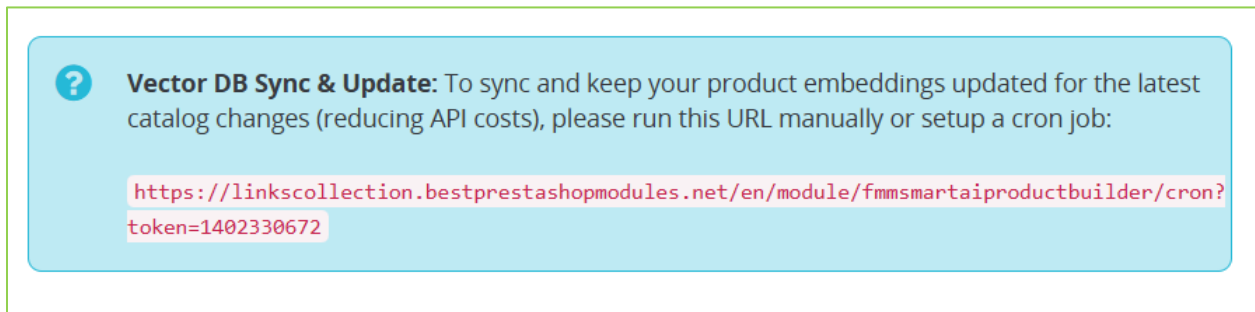 Vector DB Sync & Update: To sync and keep your product embeddings updated for the latest
catalog changes (reducing API costs), please run this URL manually or setup a cron job:
https://linkscollection.bestprestashopmodules.net/en/module/fmmsmartaiproductbuilder/cron?
token=1402330672